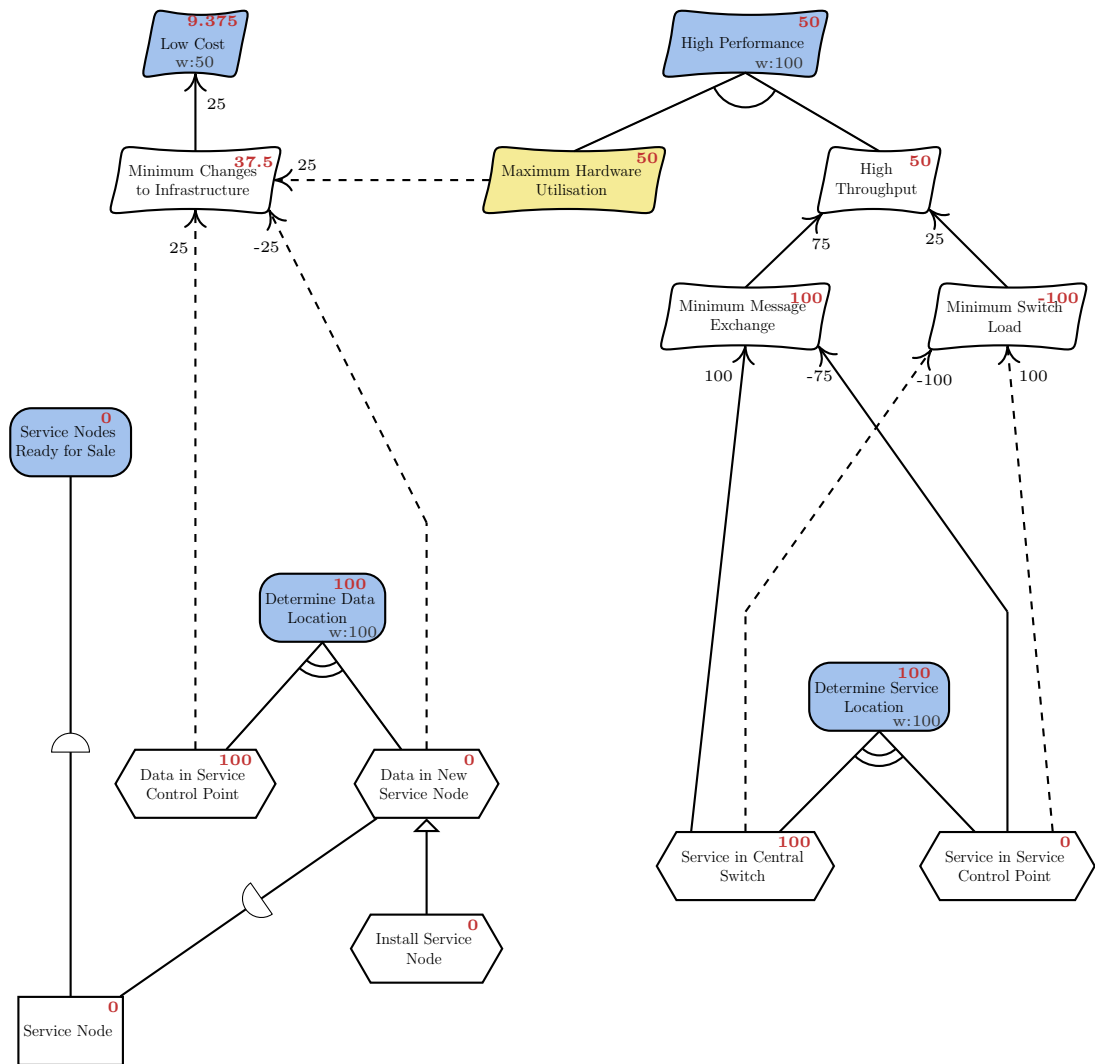 9.375
Low Cost
w:50
50
High Performance
w:100
25
37.5
Minimum Changes
to Infrastructure
25
50
Maximum Hardware
Utilisation
50
High
Throughput
25
-25
75
25
100
Minimum Message
Exchange
-100
Minimum Switch
Load
100
-75
-100
100
0
Service Nodes
Ready for Sale
100
Determine Data
Location
w:100
100
Determine Service
Location
w:100
100
Data in Service
Control Point
0
Data in New
Service Node
100
Service in Central
Switch
0
Service in Service
Control Point
0
Install Service
Node
0
Service Node